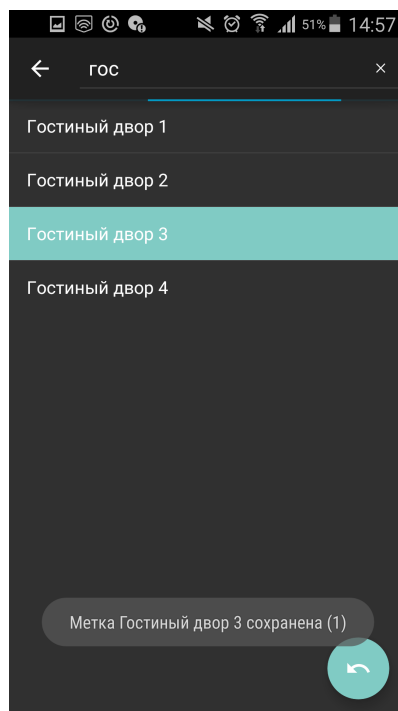 51% 14:57
гос
Гостиный двор 1
Гостиный двор 2
Гостиный двор 3
Гостиный двор 4
Метка Гостиный двор 3 сохранена (1)